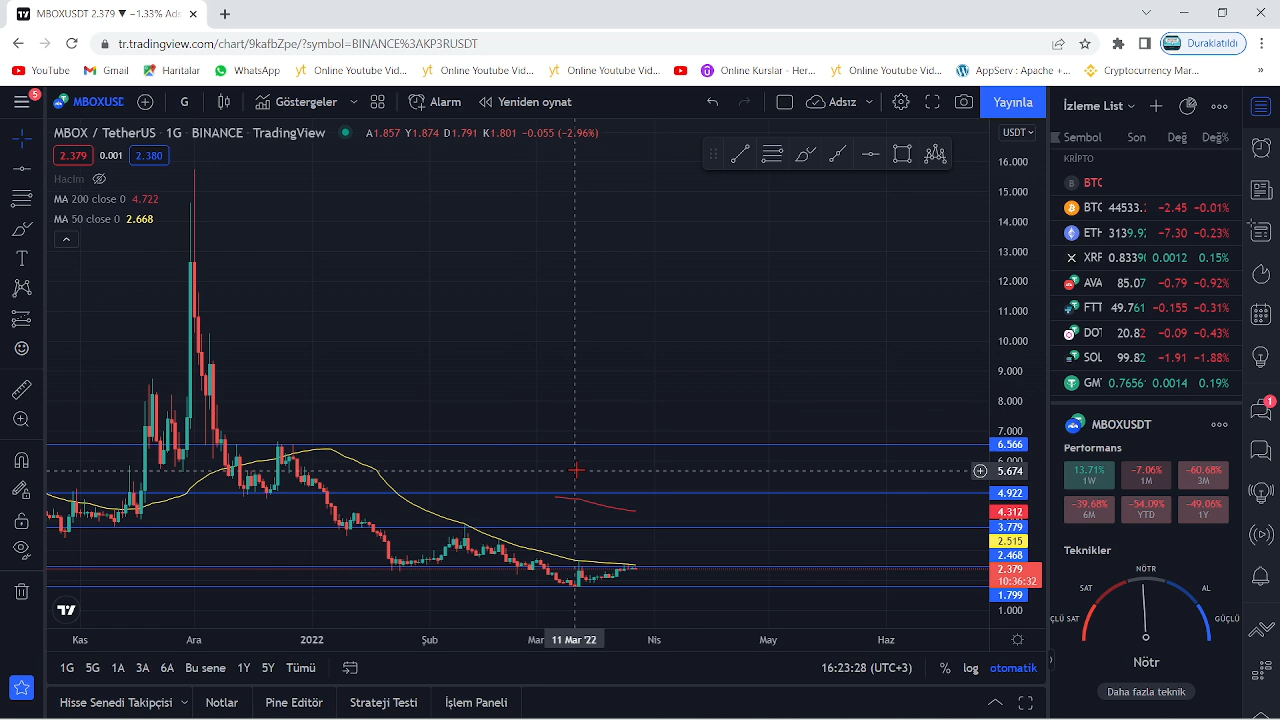 MBOXUSDT 2.379 ▼ −1.33% Ads
tr.tradingview.com/chart/9kafbZpe/?symbol=BINANCE%3AKP3RUSDT
Duraklatıldı
YouTube
Gmail
Haritalar
WhatsApp
Online Youtube Vid...
Online Youtube Vid...
Online Youtube Vid...
Online Kurslar - Her...
Online Youtube Vid...
AppServ : Apache +...
Cryptocurrency Mar...
»
5
MBOXUSD
G
Göstergeler
Alarm
Yeniden oynat
Adsız
Yayınla
İzleme List
MBOX / TetherUS · 1G · BINANCE · TradingView
A1.857 Y1.874 D1.791 K1.801 −0.055 (−2.96%)
2.379
0.001
2.380
Hacim
MA 200 close 0 4.722
MA 50 close 0 2.668
USDT
16.000
15.000
14.000
13.000
12.000
11.000
10.000
9.000
8.000
7.000
6.566
6.000
5.674
4.922
4.312
3.779
2.515
2.468
2.379
10:36:32
1.799
1.000
Kas
Ara
2022
Şub
Mar
11 Mar '22
Nis
May
Haz
1G 5G 1A 3A 6A Bu sene 1Y 5Y Tümü
16:23:28 (UTC+3)
% log otomatik
Hisse Senedi Takipçisi
Notlar
Pine Editör
Strateji Testi
İşlem Paneli
Sembol Son Değ Değ%
KRİPTO
BTC
BTC 44533. −2.45 −0.01%
ETH 3139.92 −7.30 −0.23%
XRP 0.8339 0.0012 0.15%
AVA 85.07 −0.79 −0.92%
FTT 49.761 −0.155 −0.31%
DOT 20.82 −0.09 −0.43%
SOL 99.82 −1.91 −1.88%
GMT 0.7656 0.0014 0.19%
MBOXUSDT
Performans
13.71% −7.06% −60.68%
1W 1M 3M
−39.68% −54.09% −49.06%
6M YTD 1Y
Teknikler
NÖTR
SAT
AL
ÇLÜ SAT
GÜÇLÜ
Nötr
Daha fazla teknik
1